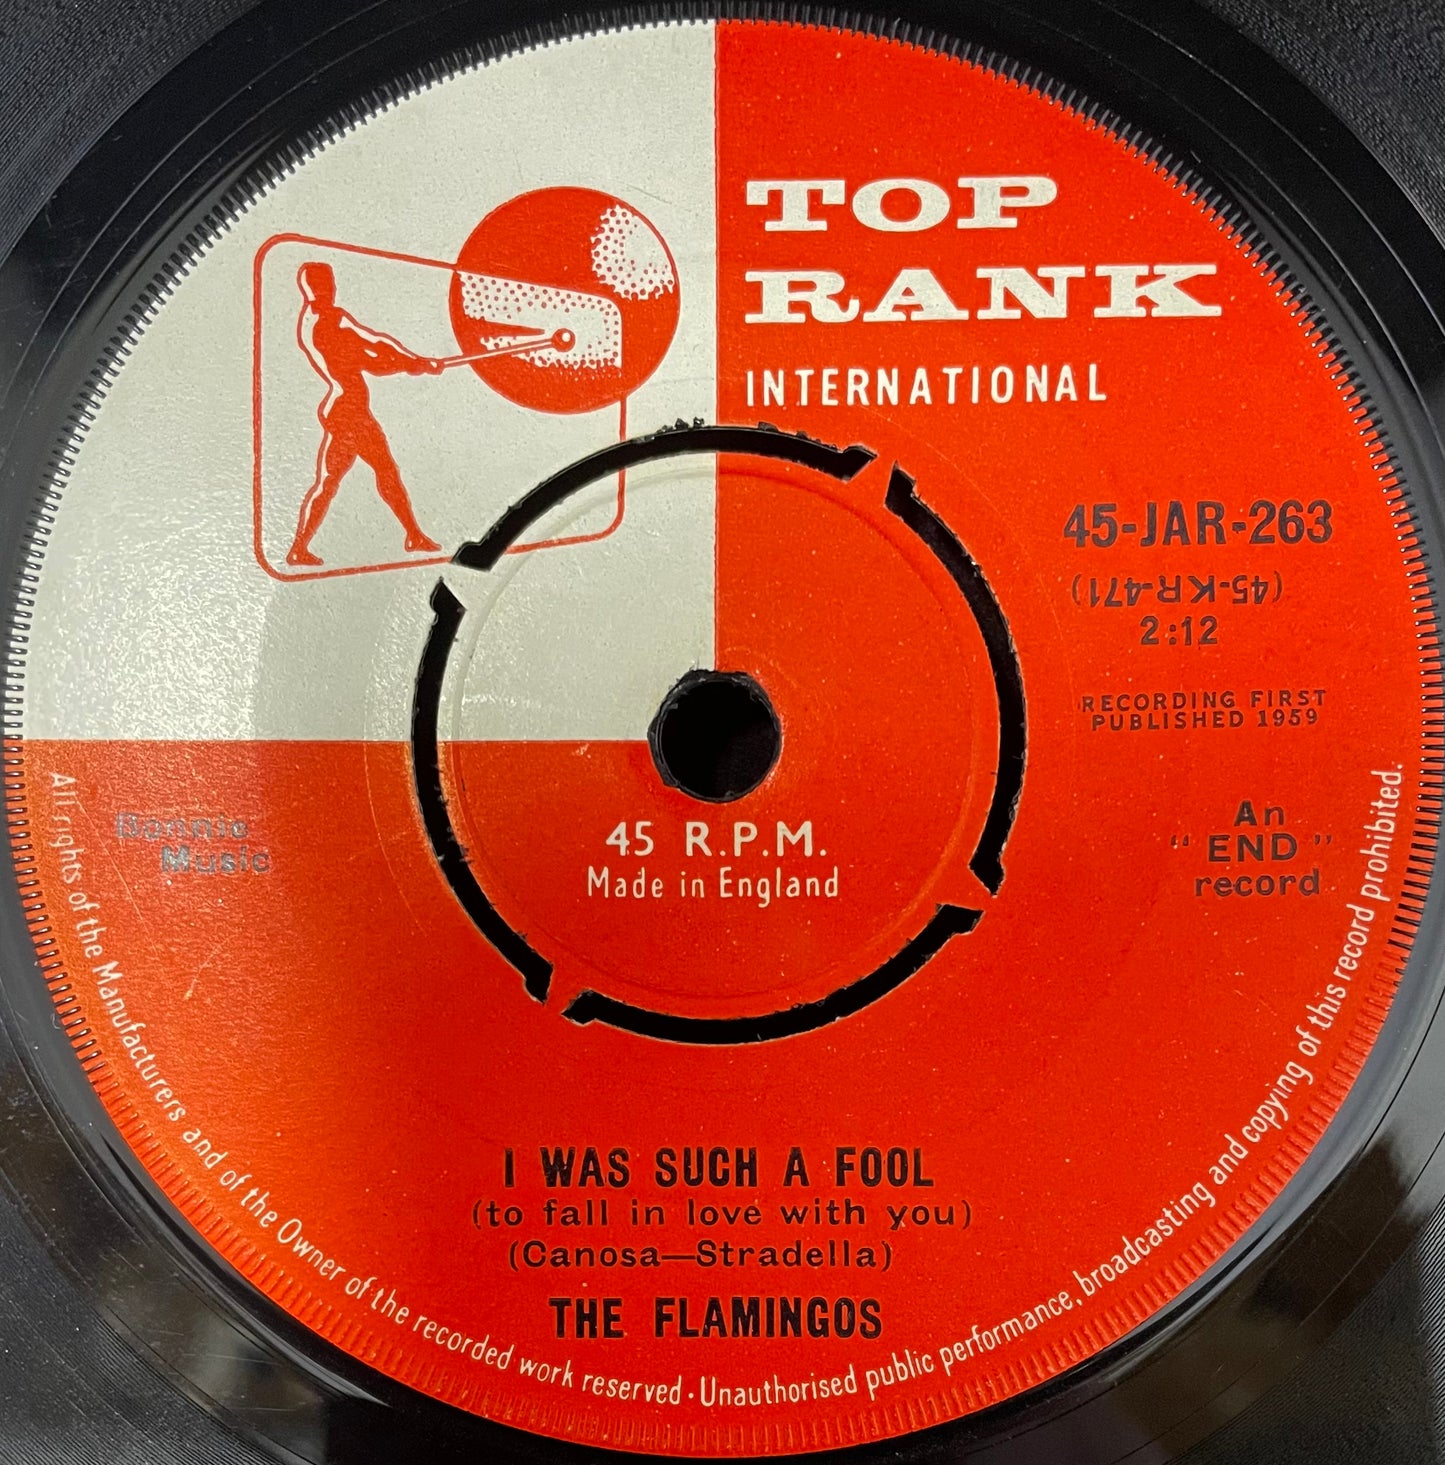 TOP
RANK
INTERNATIONAL
45-JAR-263
(45-KR-471)
2:12
RECORDING FIRST
PUBLISHED 1959
Bonnie
Music
An
"END"
record
45 R.P.M.
Made in England
I WAS SUCH A FOOL
(to fall in love with you)
(Canosa—Stradella)
THE FLAMINGOS
All rights of the Manufacturers and of the Owner of the recorded work reserved · Unauthorised public performance, broadcasting and copying of this record prohibited.